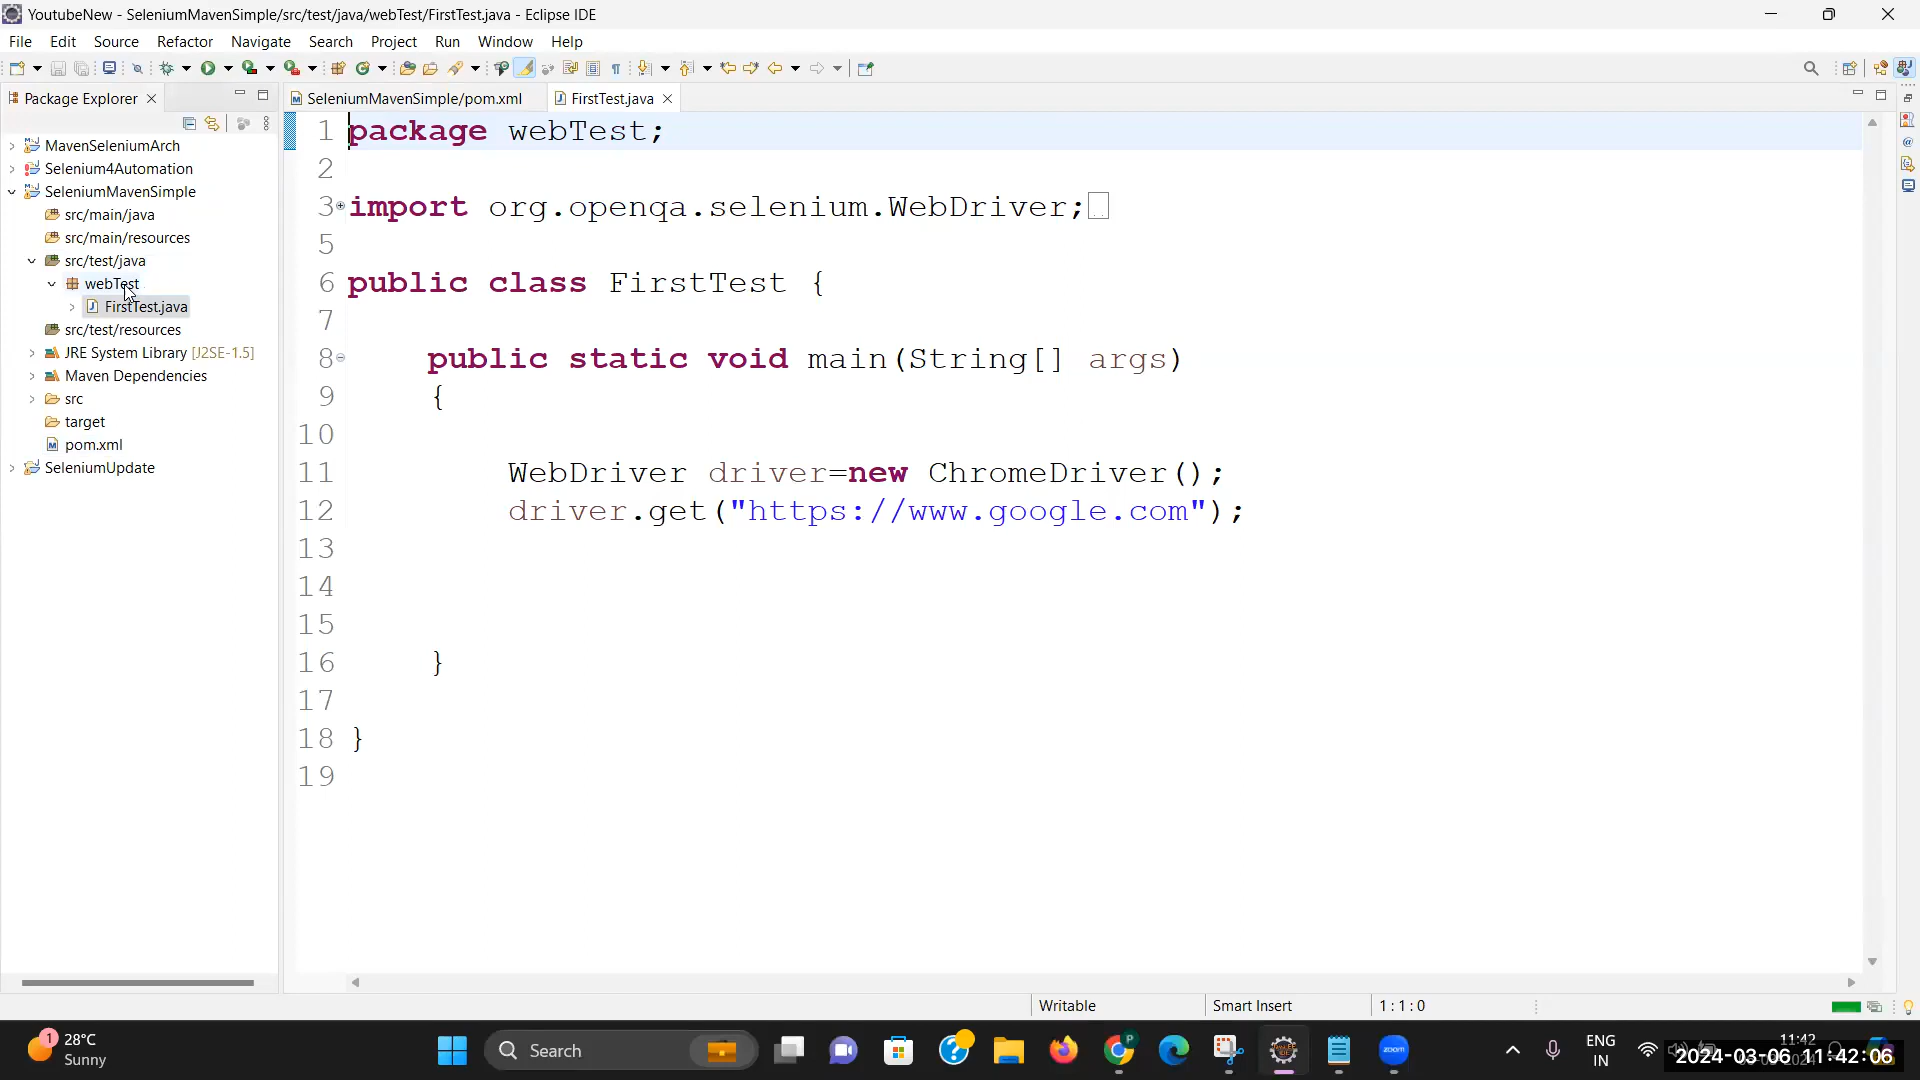 YoutubeNew - SeleniumMavenSimple/src/test/java/webTest/FirstTest.java - Eclipse IDE
File Edit Source Refactor Navigate Search Project Run Window Help
Package Explorer
SeleniumMavenSimple/pom.xml FirstTest.java
MavenSeleniumArch
Selenium4Automation
SeleniumMavenSimple
src/main/java
src/main/resources
src/test/java
webTest
FirstTest.java
src/test/resources
JRE System Library [J2SE-1.5]
Maven Dependencies
src
target
pom.xml
SeleniumUpdate
1 package webTest;
2
3 import org.openqa.selenium.WebDriver;
5
6 public class FirstTest {
7
8 public static void main(String[] args)
9 {
10
11 WebDriver driver=new ChromeDriver();
12 driver.get("https://www.google.com");
13
14
15
16 }
17
18 }
19
Writable Smart Insert 1 : 1 : 0
1 28°C
Sunny
Search
zoom
ENG
IN
11:42
2024-03-06 11:42:06